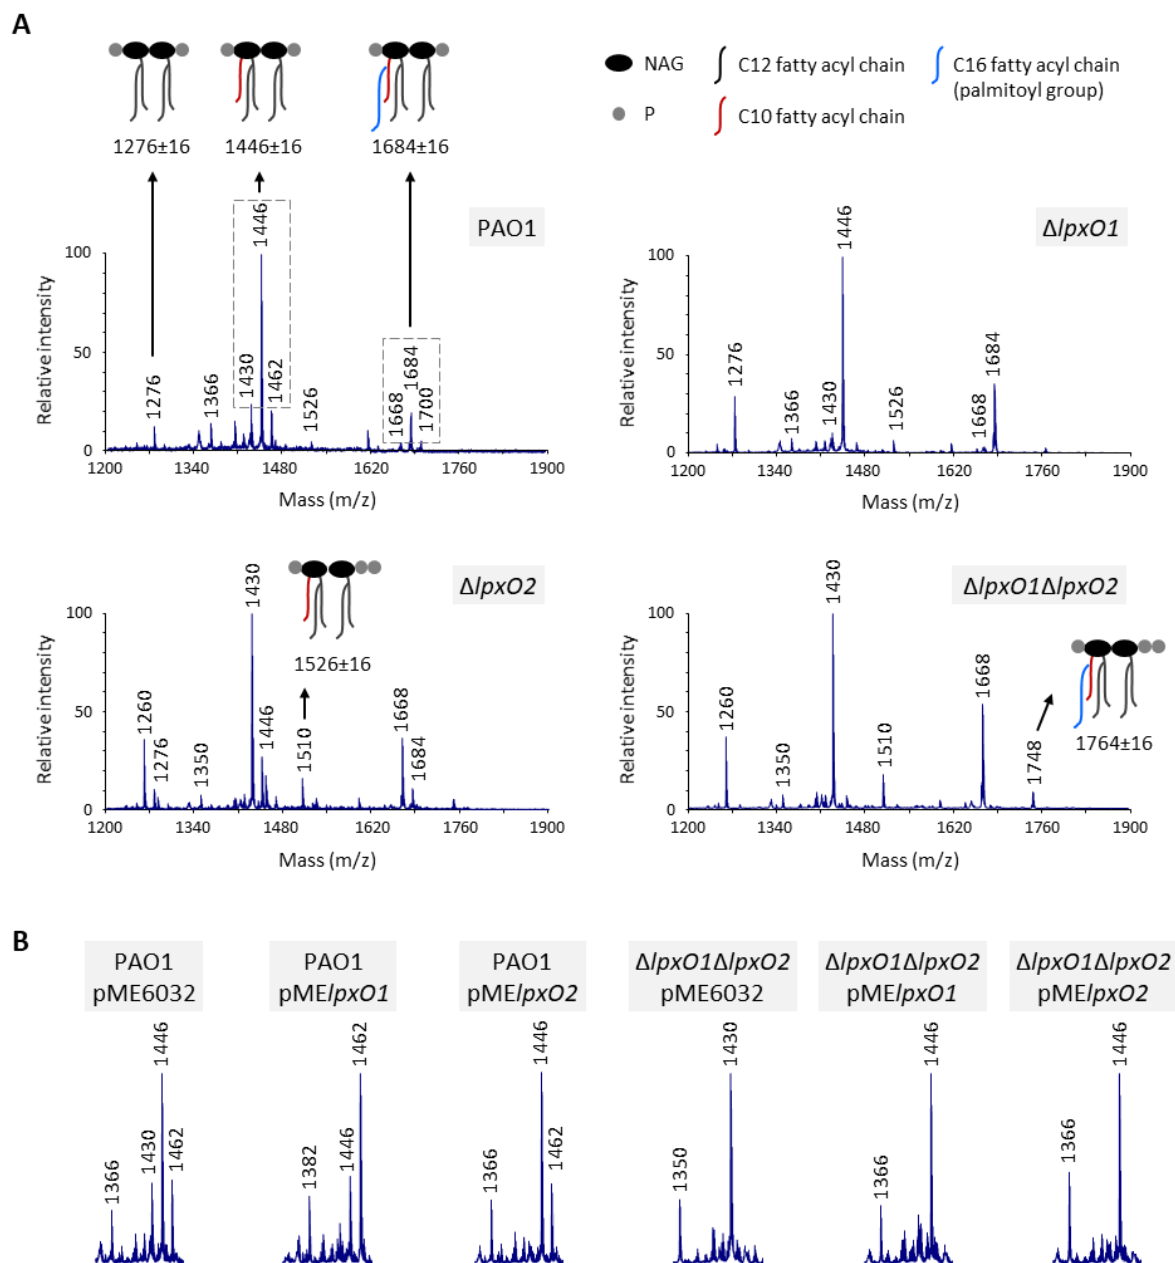 A
NAG
P
C12 fatty acyl chain
C10 fatty acyl chain
C16 fatty acyl chain
(palmitoyl group)
1276±16
1446±16
1684±16
PAO1
Relative intensity
100
50
0
1276
1366
1430
1446
1462
1526
1668
1684
1700
1200
1340
1480
1620
1760
1900
Mass (m/z)
ΔlpxO1
Relative intensity
100
50
0
1276
1366
1430
1446
1526
1668
1684
1200
1340
1480
1620
1760
1900
Mass (m/z)
ΔlpxO2
1526±16
Relative intensity
100
50
0
1260
1276
1350
1430
1446
1510
1668
1684
1200
1340
1480
1620
1760
1900
Mass (m/z)
ΔlpxO1ΔlpxO2
1764±16
Relative intensity
100
50
0
1260
1350
1430
1510
1668
1748
1200
1340
1480
1620
1760
1900
Mass (m/z)
B
PAO1
pME6032
1366
1430
1446
1462
PAO1
pMElpxO1
1382
1446
1462
PAO1
pMElpxO2
1366
1446
1462
ΔlpxO1ΔlpxO2
pME6032
1350
1430
ΔlpxO1ΔlpxO2
pMElpxO1
1366
1446
ΔlpxO1ΔlpxO2
pMElpxO2
1366
1446